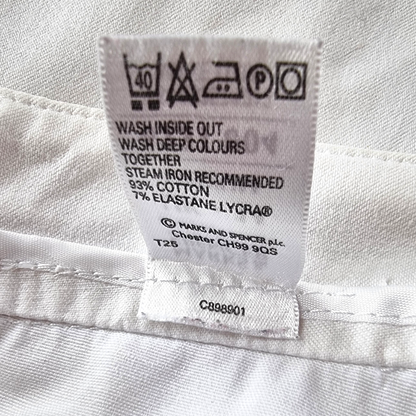 40 P
WASH INSIDE OUT
WASH DEEP COLOURS
TOGETHER
STEAM IRON RECOMMENDED
93% COTTON
7% ELASTANE LYCRA®
© MARKS AND SPENCER p.l.c.
Chester CH99 9QS
T25
C898901